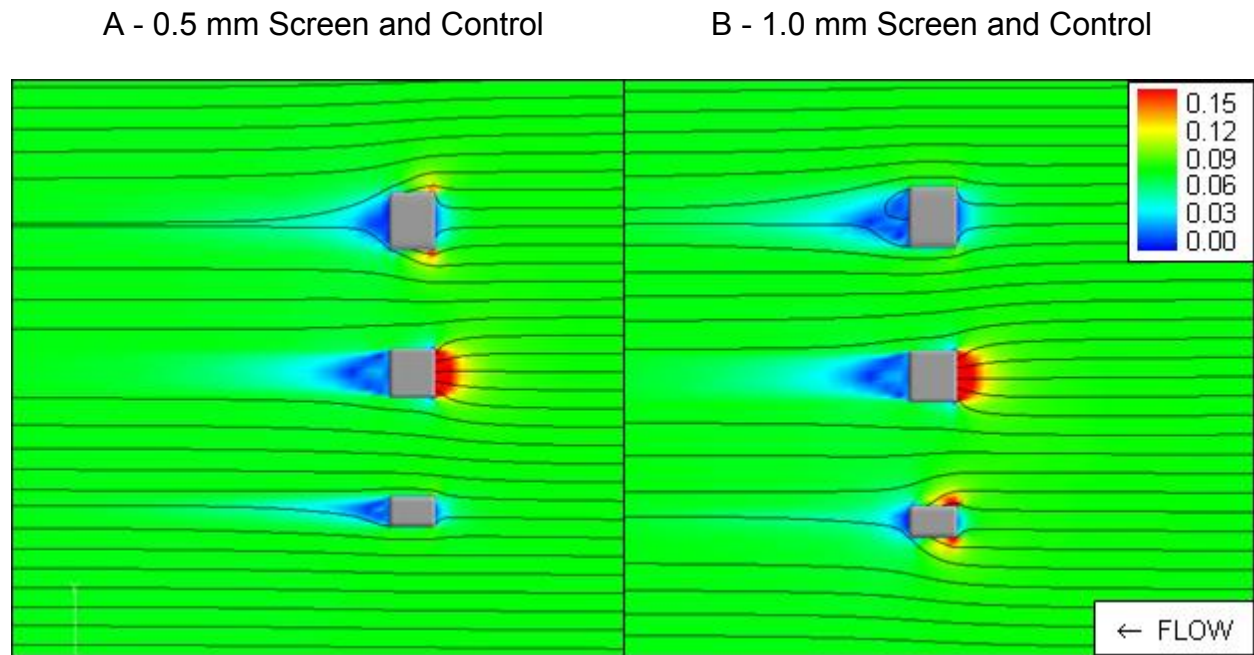 A - 0.5 mm Screen and Control
B - 1.0 mm Screen and Control
0.15
0.12
0.09
0.06
0.03
0.00
← FLOW